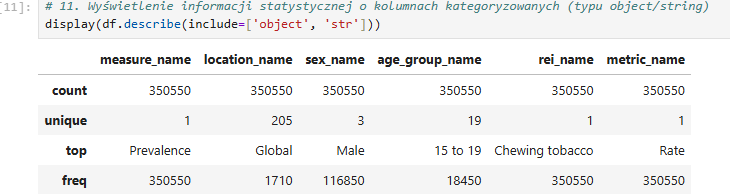 [11]: # 11. Wyświetlenie informacji statystycznej o kolumnach kategoryzowanych (typu object/string)
display(df.describe(include=['object', 'str']))
measure_name location_name sex_name age_group_name rei_name metric_name
count 350550 350550 350550 350550 350550 350550
unique 1 205 3 19 1 1
top Prevalence Global Male 15 to 19 Chewing tobacco Rate
freq 350550 1710 116850 18450 350550 350550